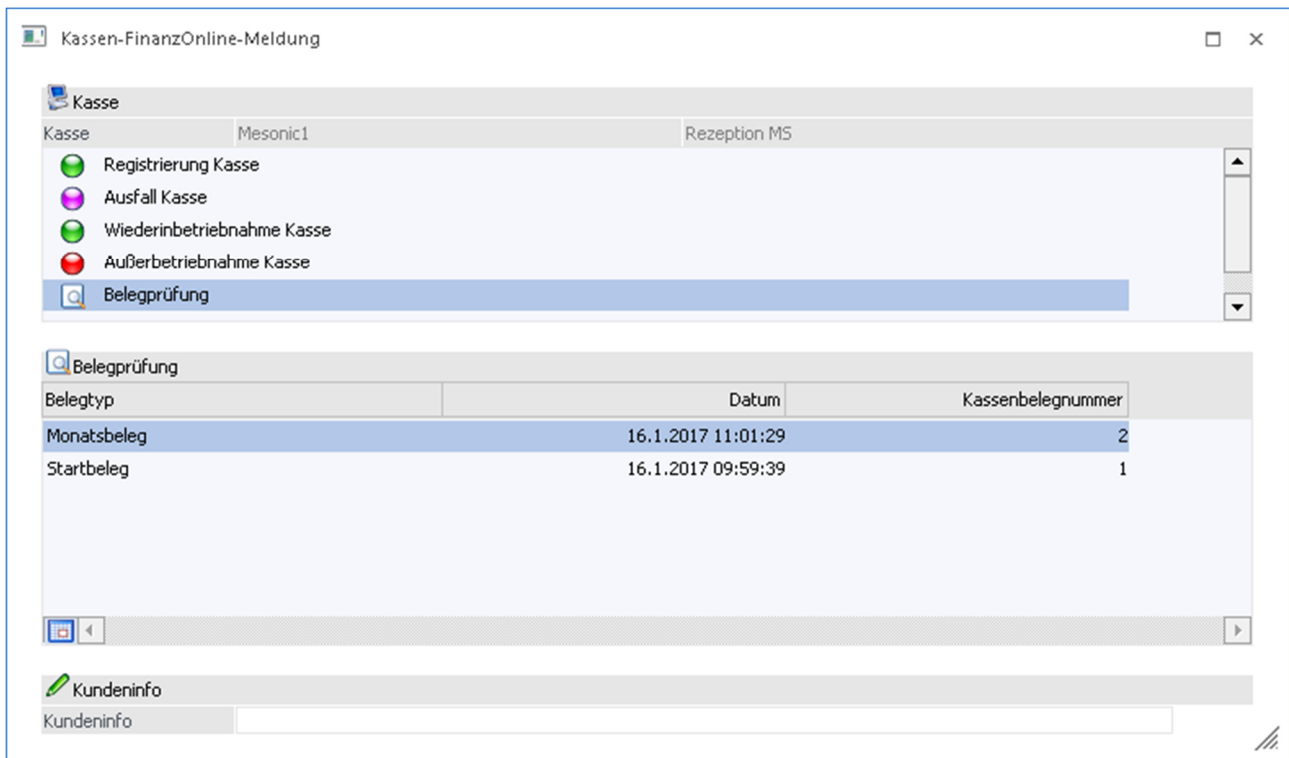 Kassen-FinanzOnline-Meldung
Kasse
Kasse Mesonic1 Rezeption MS
Registrierung Kasse
Ausfall Kasse
Wiederinbetriebnahme Kasse
Außerbetriebnahme Kasse
Belegprüfung
Belegprüfung
Belegtyp Datum Kassenbelegnummer
Monatsbeleg 16.1.2017 11:01:29 2
Startbeleg 16.1.2017 09:59:39 1
Kundeninfo
Kundeninfo